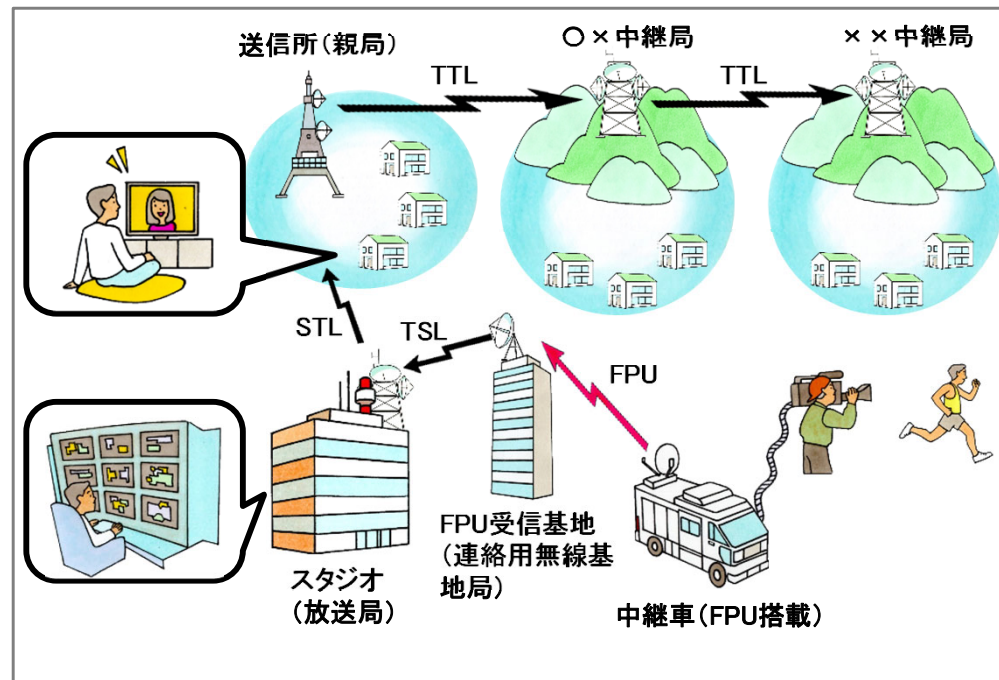 送信所（親局）
○×中継局
××中継局
TTL
TTL
STL
TSL
FPU
FPU受信基地
（連絡用無線基
地局）
スタジオ
（放送局）
中継車（FPU搭載）